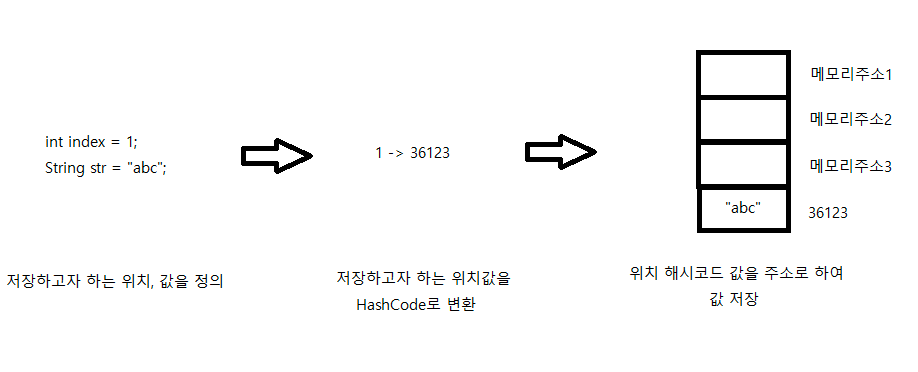 int index = 1;
String str = "abc";
저장하고자 하는 위치, 값을 정의
1 -> 36123
저장하고자 하는 위치값을
HashCode로 변환
메모리주소1
메모리주소2
메모리주소3
"abc"
36123
위치 해시코드 값을 주소로 하여
값 저장